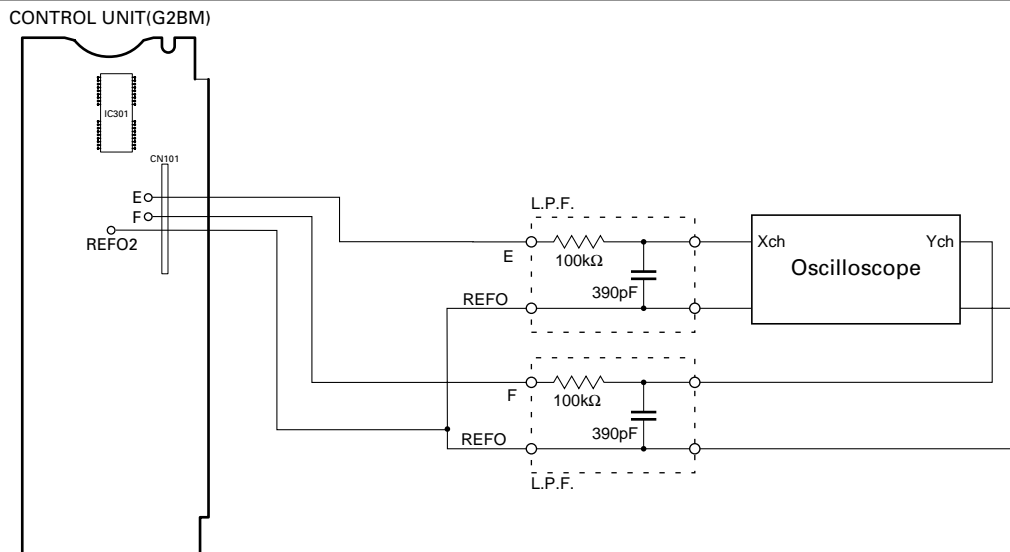 CONTROL UNIT(G2BM)
IC301
CN101
E
F
REFO2
L.P.F.
E
100kΩ
390pF
REFO
Xch
Ych
Oscilloscope
F
100kΩ
390pF
REFO
L.P.F.